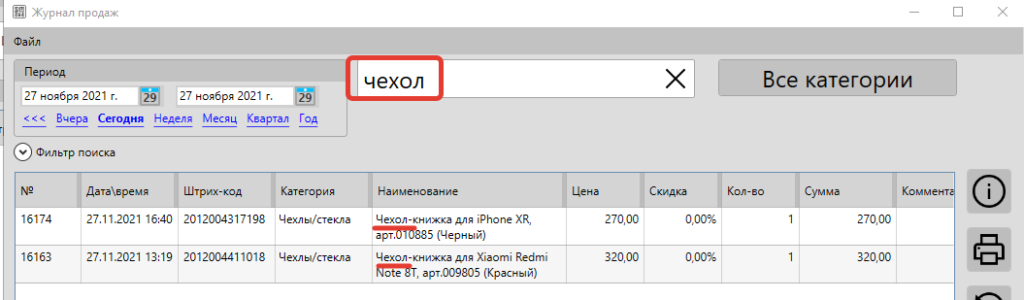 Журнал продаж
Файл
Период
27 ноября 2021 г. 29 27 ноября 2021 г. 29
<<< Вчера Сегодня Неделя Месяц Квартал Год
чехол
Все категории
Фильтр поиска
№ Дата\время Штрих-код Категория Наименование Цена Скидка Кол-во Сумма Коммента
16174 27.11.2021 16:40 2012004317198 Чехлы/стекла Чехол-книжка для iPhone XR, 270,00 0,00% 1 270,00
арт.010885 (Черный)
16163 27.11.2021 13:19 2012004411018 Чехлы/стекла Чехол-книжка для Xiaomi Redmi 320,00 0,00% 1 320,00
Note 8T, арт.009805 (Красный)